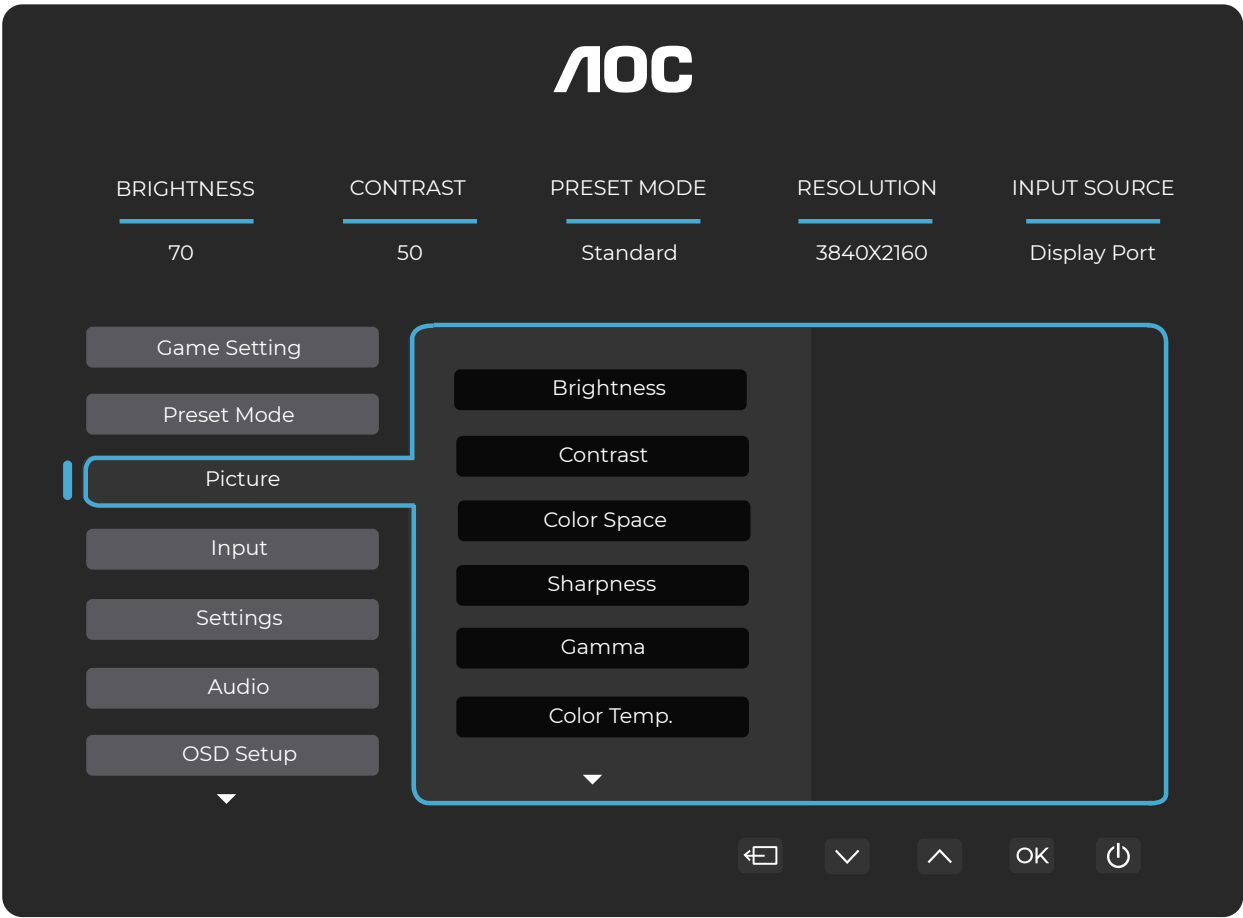 AOC
BRIGHTNESS CONTRAST PRESET MODE RESOLUTION INPUT SOURCE
70 50 Standard 3840X2160 Display Port
Game Setting
Preset Mode
Picture
Input
Settings
Audio
OSD Setup
Brightness
Contrast
Color Space
Sharpness
Gamma
Color Temp.
OK